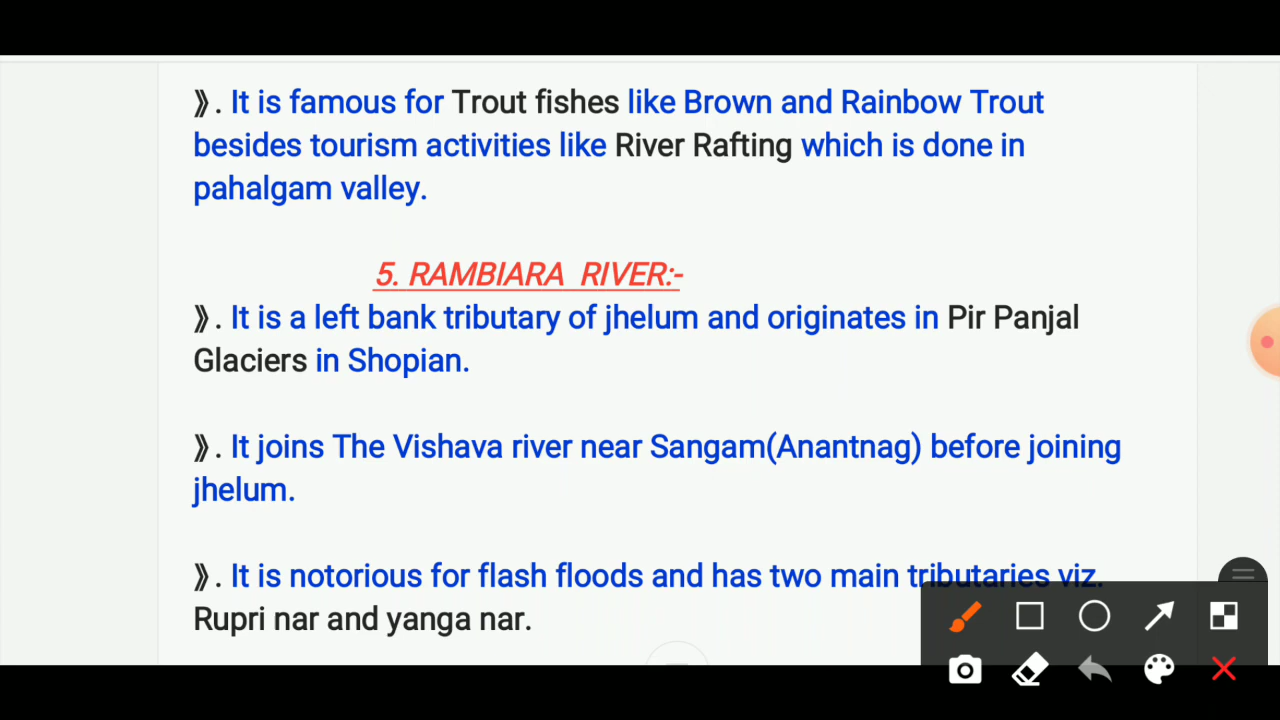 》. It is famous for Trout fishes like Brown and Rainbow Trout
besides tourism activities like River Rafting which is done in
pahalgam valley.
5. RAMBIARA RIVER:-
》. It is a left bank tributary of jhelum and originates in Pir Panjal
Glaciers in Shopian.
》. It joins The Vishava river near Sangam(Anantnag) before joining
jhelum.
》. It is notorious for flash floods and has two main tributaries viz.
Rupri nar and yanga nar.